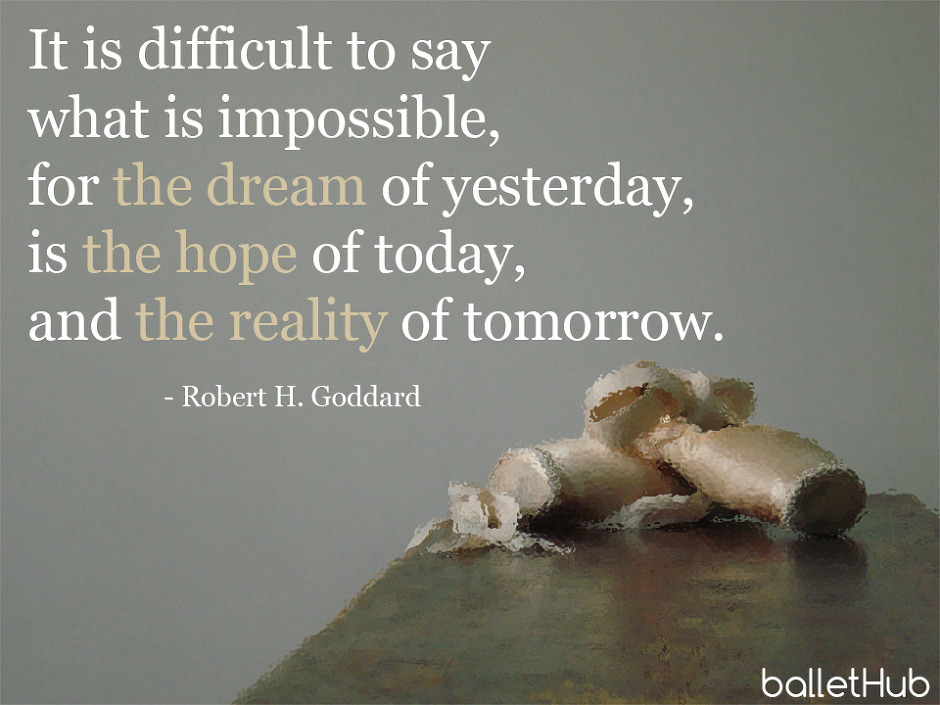 It is difficult to say
what is impossible,
for the dream of yesterday,
is the hope of today,
and the reality of tomorrow.
- Robert H. Goddard
balletHub